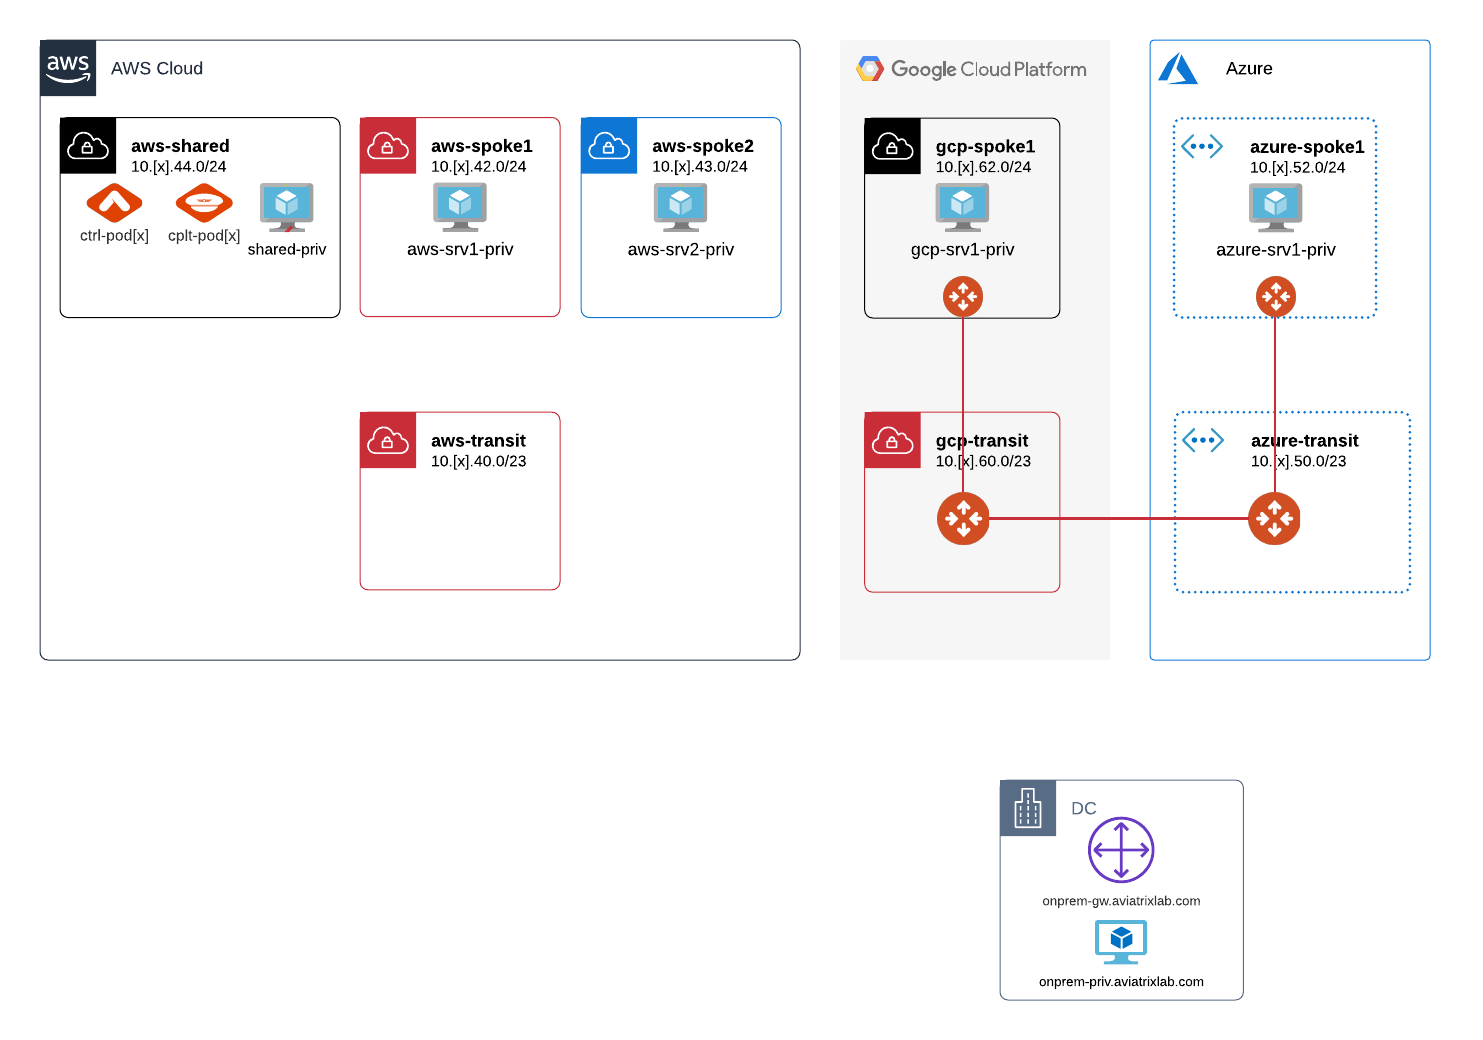 aws
AWS Cloud
aws-shared
10.[x].44.0/24
ctrl-pod[x]
cplt-pod[x]
shared-priv
aws-spoke1
10.[x].42.0/24
aws-srv1-priv
aws-spoke2
10.[x].43.0/24
aws-srv2-priv
aws-transit
10.[x].40.0/23
Google Cloud Platform
gcp-spoke1
10.[x].62.0/24
gcp-srv1-priv
gcp-transit
10.[x].60.0/23
Azure
azure-spoke1
10.[x].52.0/24
azure-srv1-priv
azure-transit
10.[x].50.0/23
DC
onprem-gw.aviatrixlab.com
onprem-priv.aviatrixlab.com